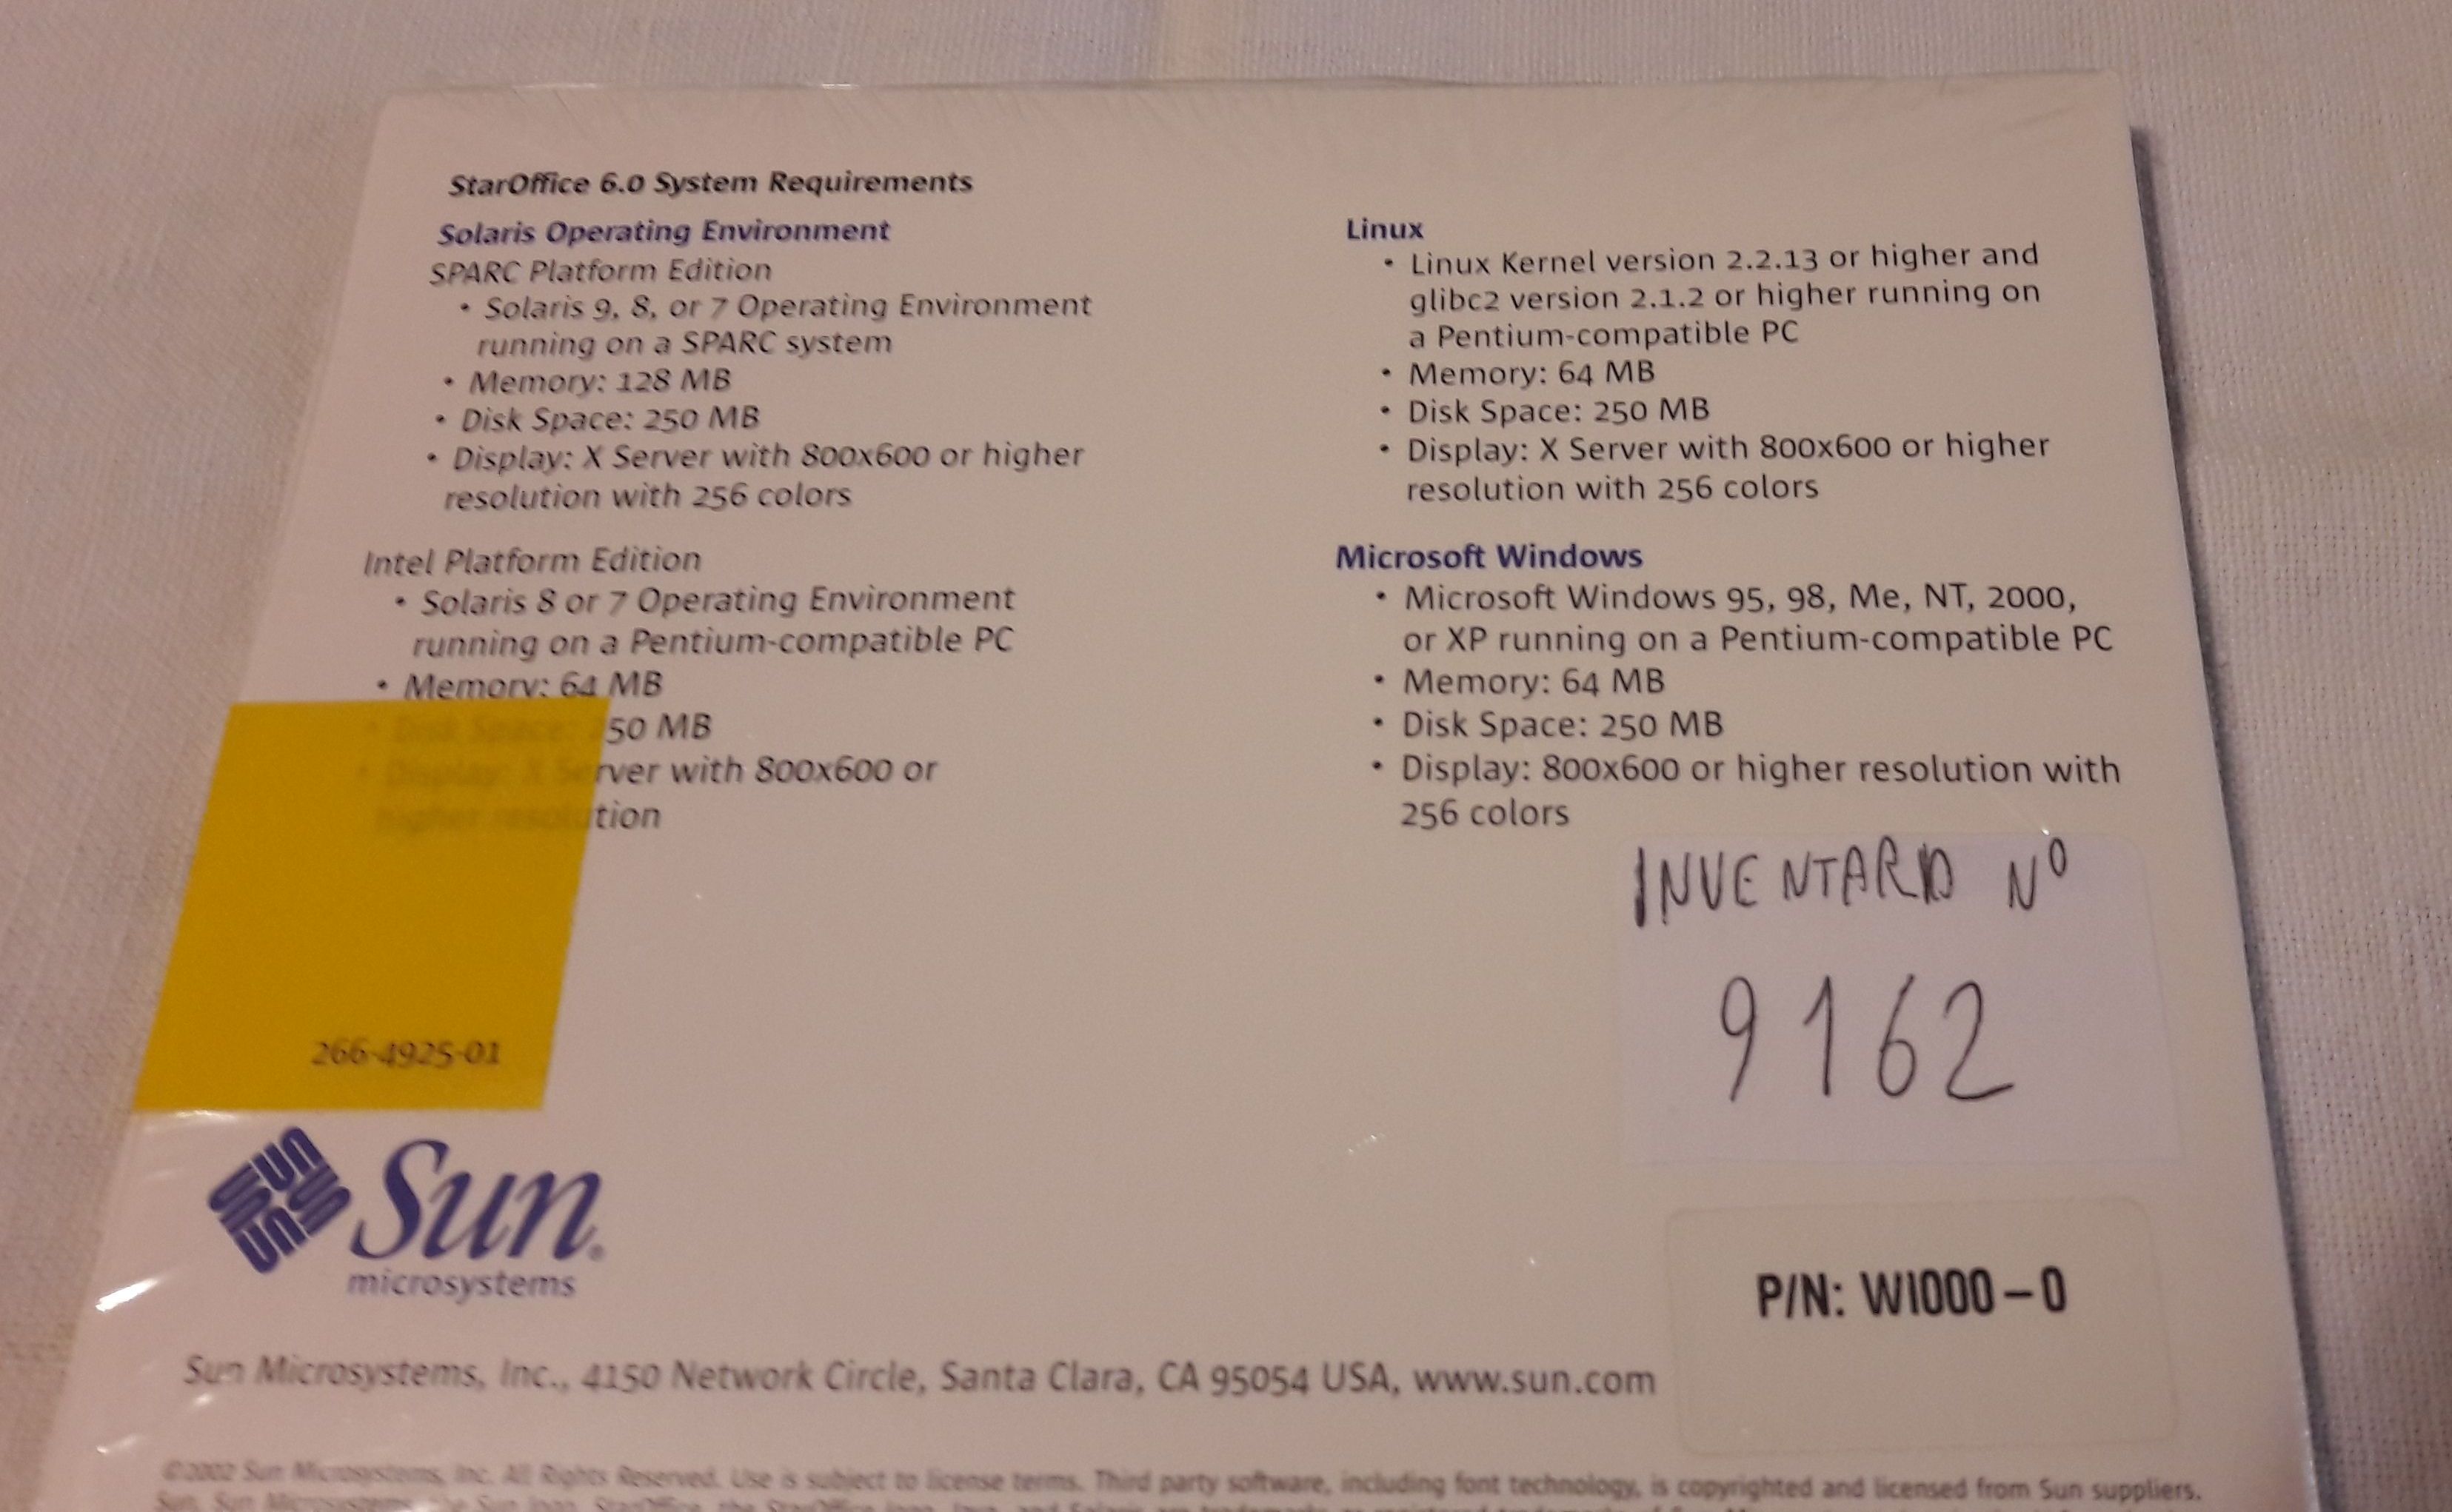 StarOffice 6.0 System Requirements
Solaris Operating Environment
SPARC Platform Edition
• Solaris 9, 8, or 7 Operating Environment
running on a SPARC system
• Memory: 128 MB
• Disk Space: 250 MB
• Display: X Server with 800x600 or higher
resolution with 256 colors
Intel Platform Edition
• Solaris 8 or 7 Operating Environment
running on a Pentium-compatible PC
• Memory: 64 MB
• Disk Space: 250 MB
• Display: X Server with 800x600 or
higher resolution
Linux
• Linux Kernel version 2.2.13 or higher and
glibc2 version 2.1.2 or higher running on
a Pentium-compatible PC
• Memory: 64 MB
• Disk Space: 250 MB
• Display: X Server with 800x600 or higher
resolution with 256 colors
Microsoft Windows
• Microsoft Windows 95, 98, Me, NT, 2000,
or XP running on a Pentium-compatible PC
• Memory: 64 MB
• Disk Space: 250 MB
• Display: 800x600 or higher resolution with
256 colors
INVENTARIO Nº
9162
266-4925-01
Sun
microsystems
P/N: WI000-0
Sun Microsystems, Inc., 4150 Network Circle, Santa Clara, CA 95054 USA, www.sun.com
©2002 Sun Microsystems, Inc. All Rights Reserved. Use is subject to license terms. Third party software, including font technology, is copyrighted and licensed from Sun suppliers.